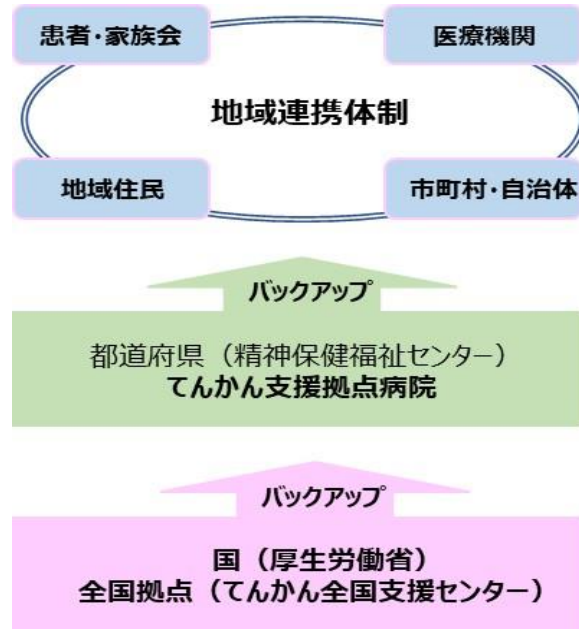 患者・家族会
医療機関
地域連携体制
地域住民
市町村・自治体
バックアップ
都道府県（精神保健福祉センター）
てんかん支援拠点病院
バックアップ
国（厚生労働省）
全国拠点（てんかん全国支援センター）